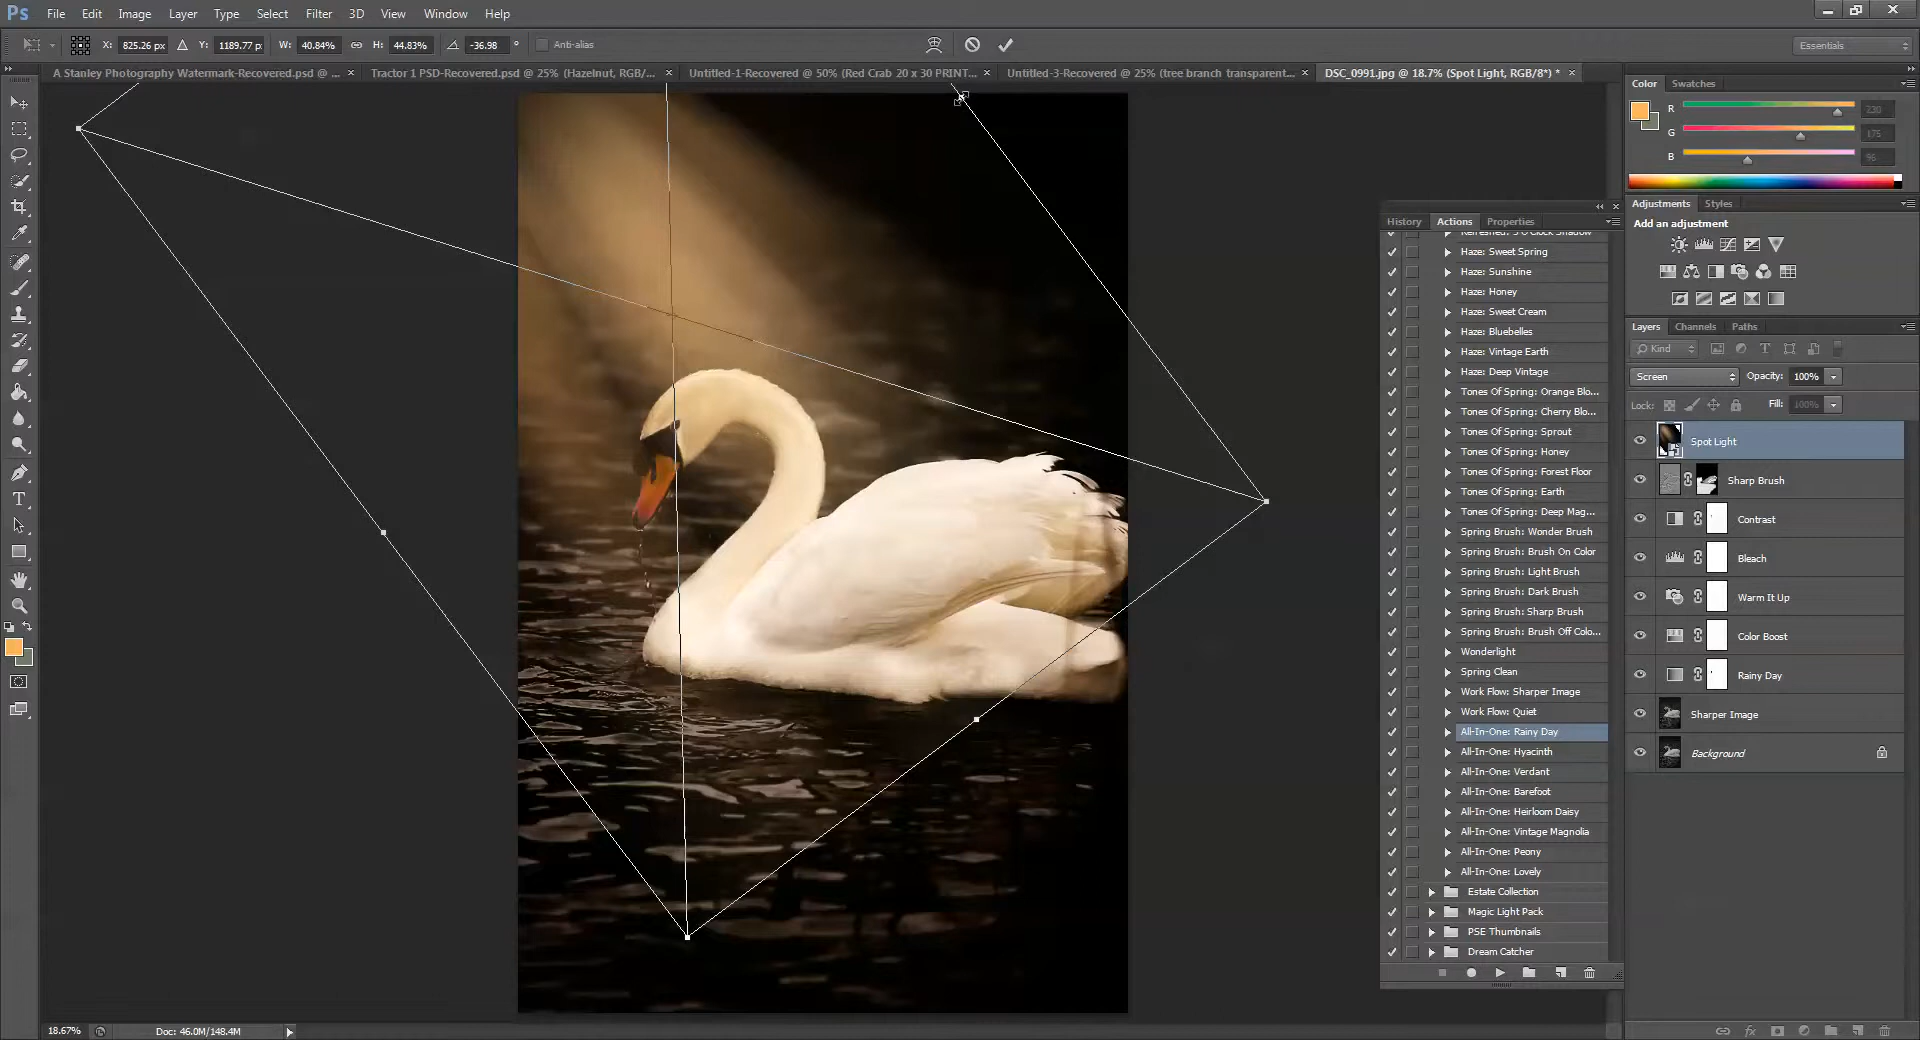 Ps File Edit Image Layer Type Select Filter 3D View Window Help
X: 825.26 px Y: 1189.77 p W: 40.84% H: 44.83% -36.98 ° Anti-alias Essentials
A Stanley Photography Watermark-Recovered.psd @ ... × Tractor 1 PSD-Recovered.psd @ 25% (Hazelnut, RGB/... × Untitled-1-Recovered @ 50% (Red Crab 20 x 30 PRINT... × Untitled-3-Recovered @ 25% (tree branch transparent... × DSC_0991.jpg @ 18.7% (Spot Light, RGB/8*) * ×
Color Swatches
R 230
G 175
B 96
Adjustments Styles
Add an adjustment
Layers Channels Paths
Kind
Screen Opacity: 100%
Lock: Fill: 100%
Spot Light
Sharp Brush
Contrast
Bleach
Warm It Up
Color Boost
Rainy Day
Sharper Image
Background
History Actions Properties
Refreshed: 5 O'Clock Shadow
Haze: Sweet Spring
Haze: Sunshine
Haze: Honey
Haze: Sweet Cream
Haze: Bluebelles
Haze: Vintage Earth
Haze: Deep Vintage
Tones Of Spring: Orange Blo...
Tones Of Spring: Cherry Blo...
Tones Of Spring: Sprout
Tones Of Spring: Honey
Tones Of Spring: Forest Floor
Tones Of Spring: Earth
Tones Of Spring: Deep Mag...
Spring Brush: Wonder Brush
Spring Brush: Brush On Color
Spring Brush: Light Brush
Spring Brush: Dark Brush
Spring Brush: Sharp Brush
Spring Brush: Brush Off Colo...
Wonderlight
Spring Clean
Work Flow: Sharper Image
Work Flow: Quiet
All-In-One: Rainy Day
All-In-One: Hyacinth
All-In-One: Verdant
All-In-One: Barefoot
All-In-One: Heirloom Daisy
All-In-One: Vintage Magnolia
All-In-One: Peony
All-In-One: Lovely
Estate Collection
Magic Light Pack
PSE Thumbnails
Dream Catcher
18.67% Doc: 46.0M/148.4M